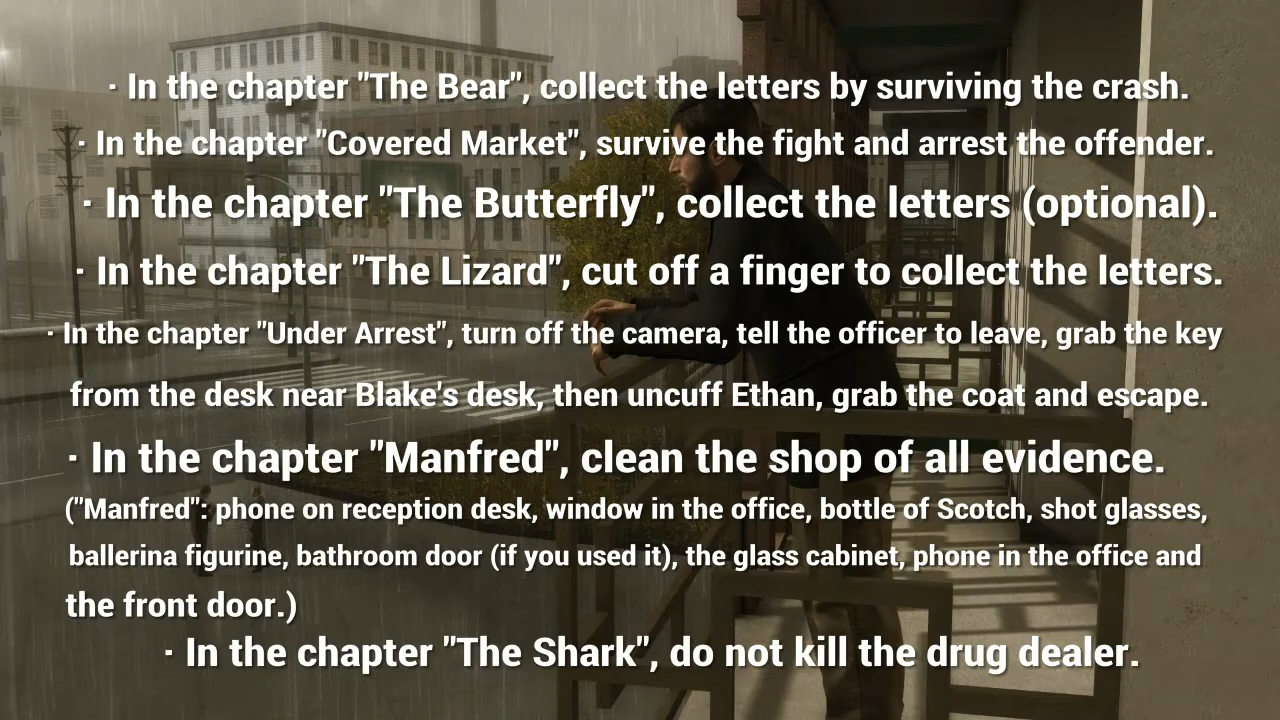 · In the chapter "The Bear", collect the letters by surviving the crash.
· In the chapter "Covered Market", survive the fight and arrest the offender.
· In the chapter "The Butterfly", collect the letters (optional).
· In the chapter "The Lizard", cut off a finger to collect the letters.
· In the chapter "Under Arrest", turn off the camera, tell the officer to leave, grab the key
from the desk near Blake's desk, then uncuff Ethan, grab the coat and escape.
· In the chapter "Manfred", clean the shop of all evidence.
("Manfred": phone on reception desk, window in the office, bottle of Scotch, shot glasses,
ballerina figurine, bathroom door (if you used it), the glass cabinet, phone in the office and
the front door.)
· In the chapter "The Shark", do not kill the drug dealer.